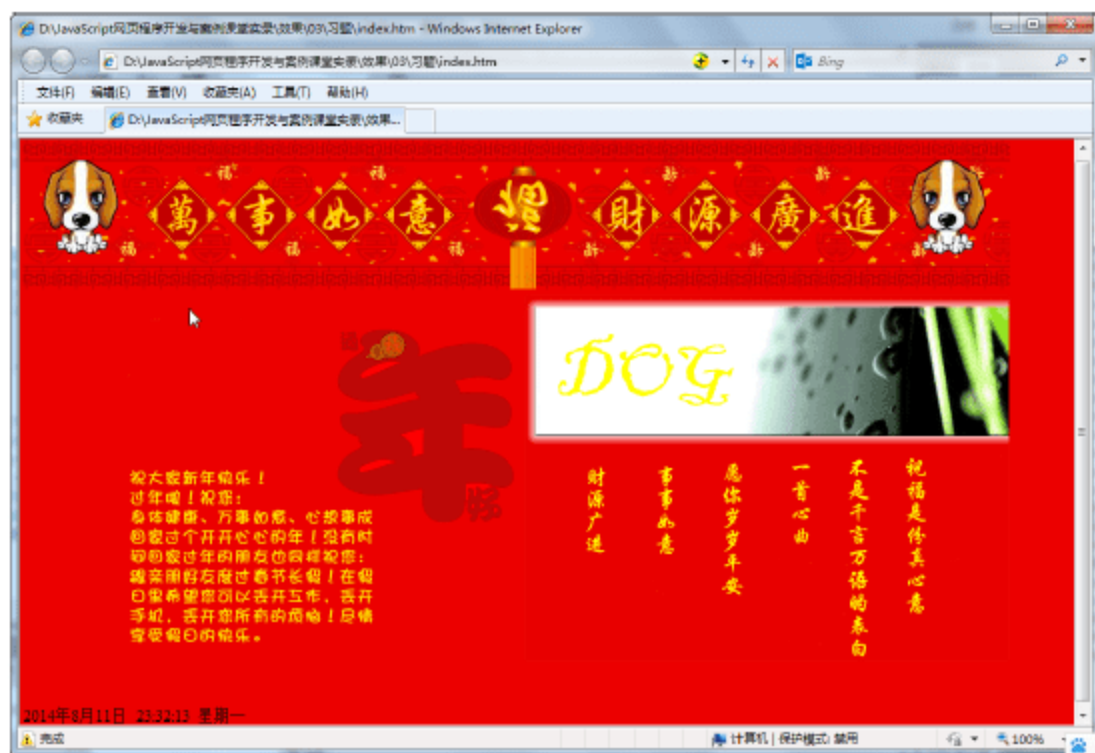 D:\JavaScript网页程序开发与案例课堂实录\效果\03\习题\index.htm - Windows Internet Explorer
D:\JavaScript网页程序开发与案例课堂实录\效果\03\习题\index.htm
Bing
文件(F) 编辑(E) 查看(V) 收藏夹(A) 工具(T) 帮助(H)
收藏夹
D:\JavaScript网页程序开发与案例课堂实录\效果...
萬事如意 福 財源廣進
年
DOG
祝大家新年快乐！
过年啦！祝您：
身体健康、万事如意、心想事成
回家过个开开心心的年！没有时
间回家过年的朋友也同样祝您：
跟亲朋好友度过春节长假！在假
日里希望您可以丢开工作，丢开
手机，丢开您所有的烦恼！尽情
享受假日的快乐。
祝福是份真心意
不是千言万语的表白
一首心曲
愿你岁岁平安
事事如意
财源广进
2014年8月11日 23:32:13 星期一
完成
计算机 | 保护模式: 禁用
100%